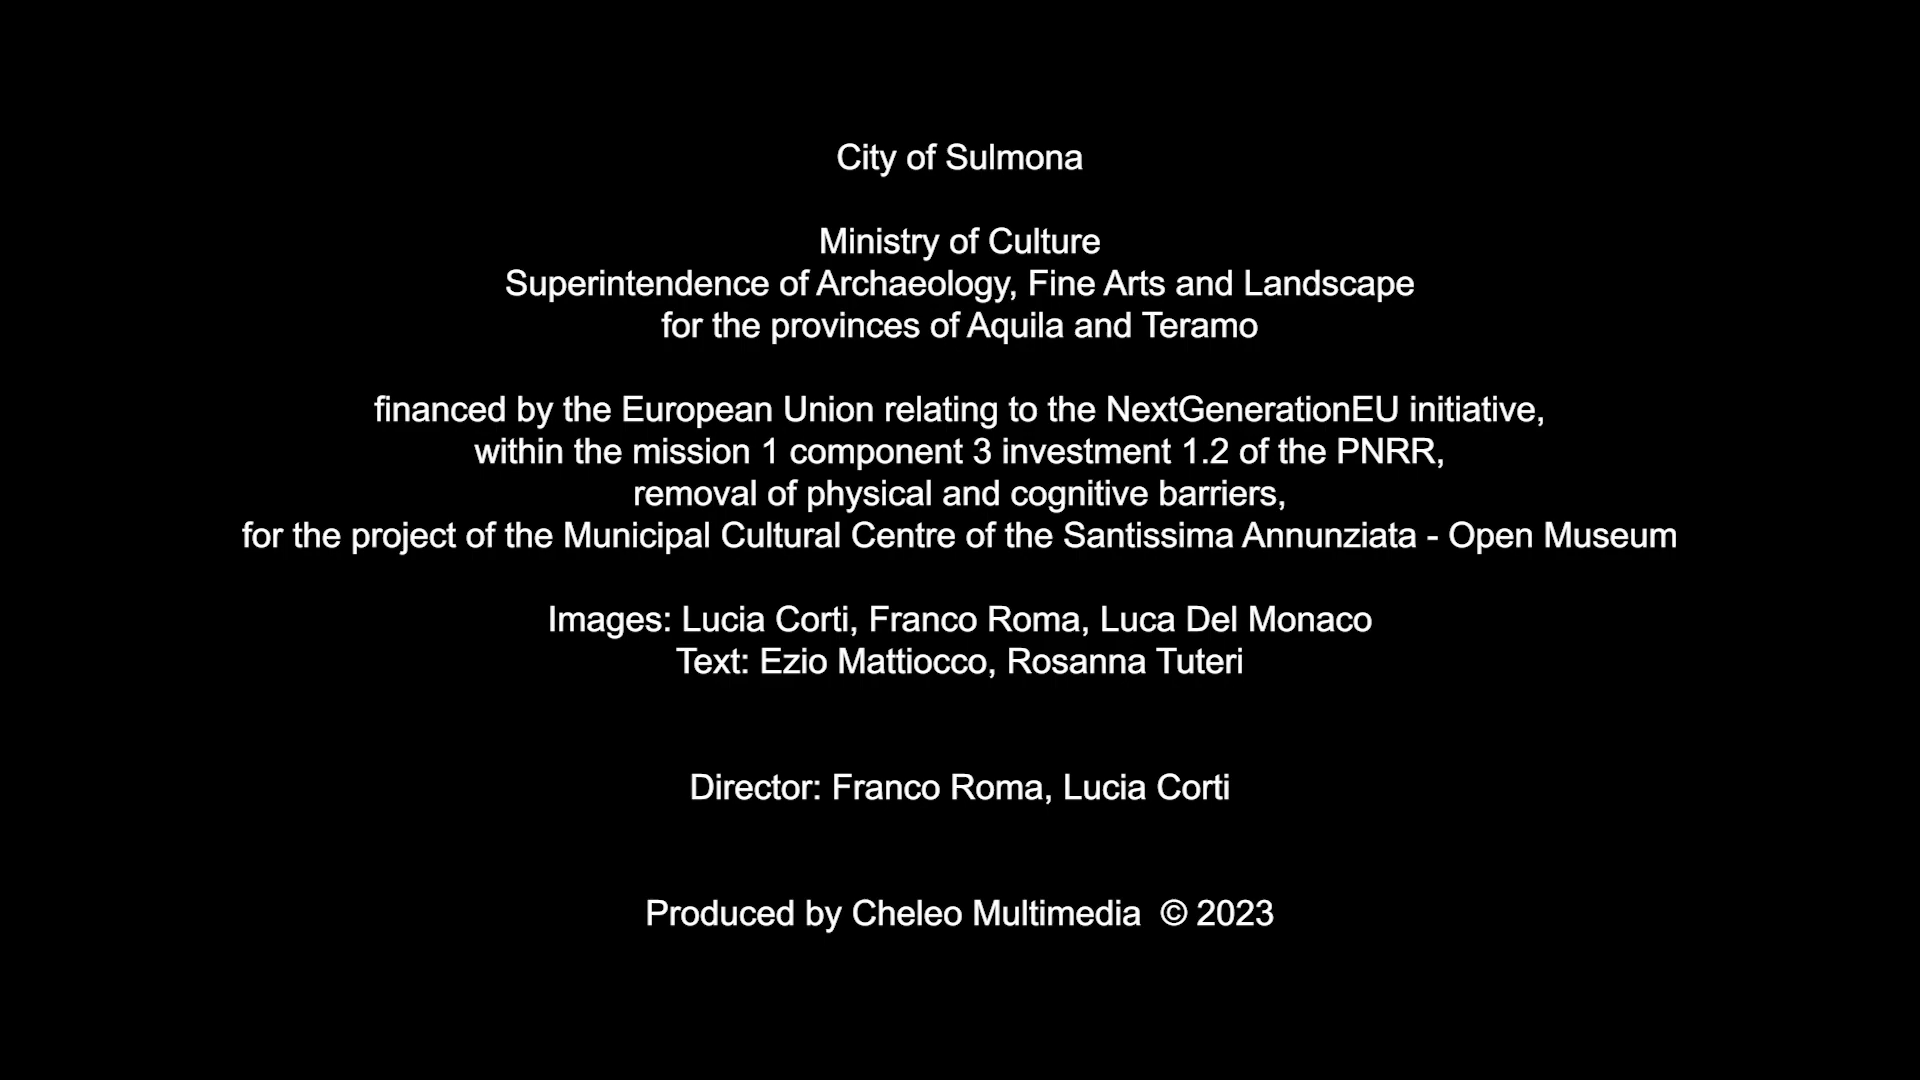 City of Sulmona
Ministry of Culture
Superintendence of Archaeology, Fine Arts and Landscape
for the provinces of Aquila and Teramo
financed by the European Union relating to the NextGenerationEU initiative,
within the mission 1 component 3 investment 1.2 of the PNRR,
removal of physical and cognitive barriers,
for the project of the Municipal Cultural Centre of the Santissima Annunziata - Open Museum
Images: Lucia Corti, Franco Roma, Luca Del Monaco
Text: Ezio Mattiocco, Rosanna Tuteri
Director: Franco Roma, Lucia Corti
Produced by Cheleo Multimedia  © 2023